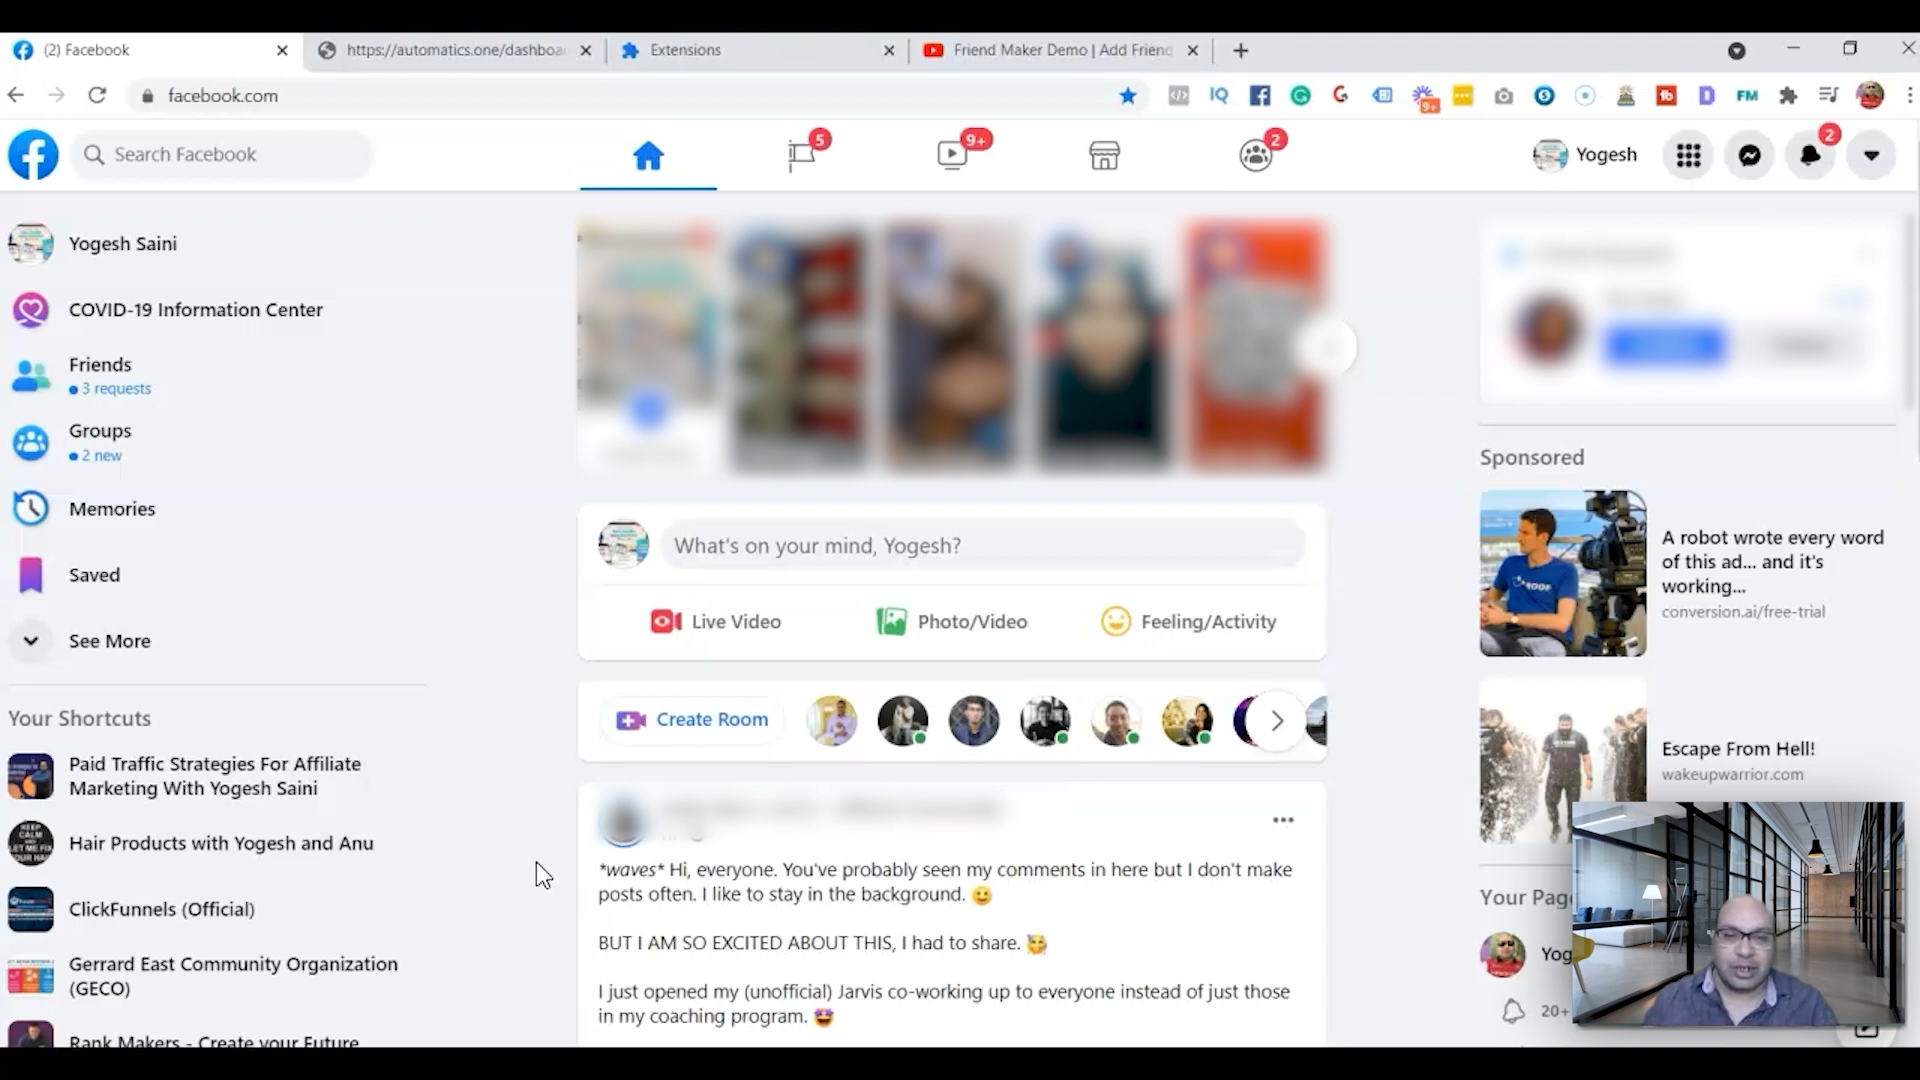 (2) Facebook
https://automatics.one/dashboa
Extensions
Friend Maker Demo | Add Friend
facebook.com
IQ
9+
FM
Search Facebook
5
9+
2
Yogesh
2
Yogesh Saini
COVID-19 Information Center
Friends
3 requests
Groups
2 new
Memories
Saved
See More
Your Shortcuts
Paid Traffic Strategies For Affiliate
Marketing With Yogesh Saini
Hair Products with Yogesh and Anu
ClickFunnels (Official)
Gerrard East Community Organization
(GECO)
Rank Makers - Create your Future
What's on your mind, Yogesh?
Live Video
Photo/Video
Feeling/Activity
Create Room
*waves* Hi, everyone. You've probably seen my comments in here but I don't make
posts often. I like to stay in the background.
BUT I AM SO EXCITED ABOUT THIS, I had to share.
I just opened my (unofficial) Jarvis co-working up to everyone instead of just those
in my coaching program.
Sponsored
A robot wrote every word
of this ad... and it's
working...
conversion.ai/free-trial
Escape From Hell!
wakeupwarrior.com
Your Pag
Yog
20+